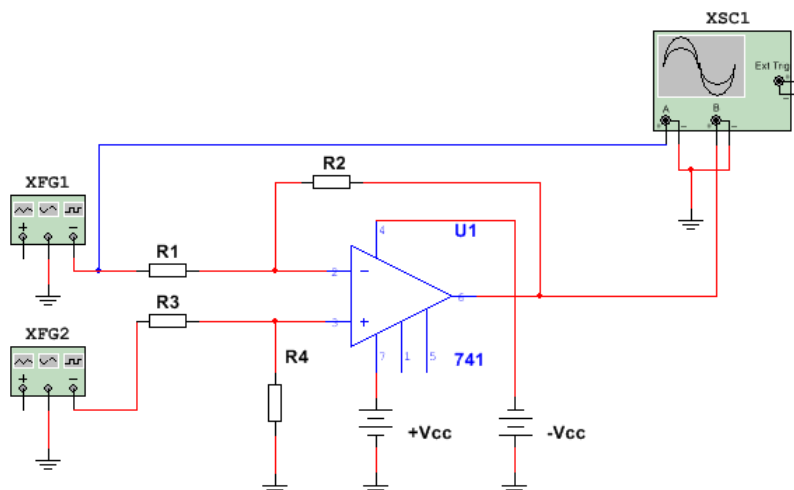 XSC1
Ext Trig
+
-
A
B
+ - + -
R2
XFG1
+ -
U1
4
R1
2
-
6
R3
3
+
XFG2
+ -
R4
7
1
5
741
+Vcc
-Vcc